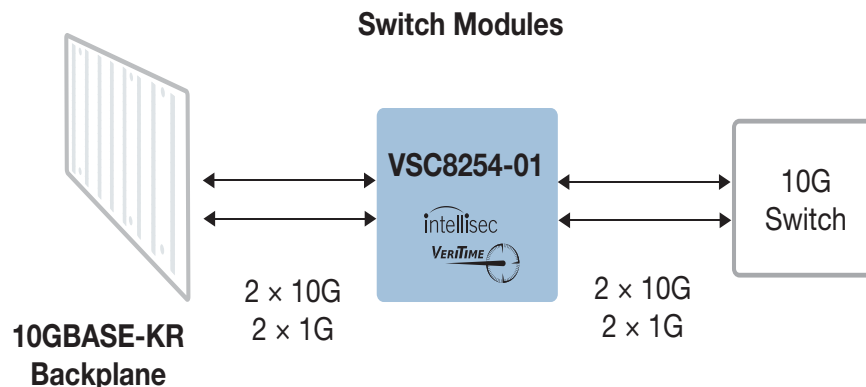 Switch Modules
VSC8254-01
intellisec
VERITIME
10G
Switch
2 × 10G
2 × 1G
2 × 10G
2 × 1G
10GBASE-KR
Backplane